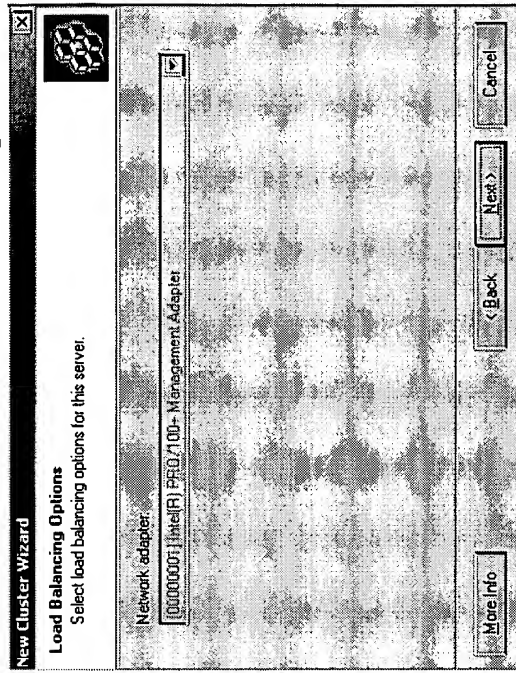 New Cluster Wizard
Load Balancing Options
Select load balancing options for this server.
Network adapter:
[00000001] Intel(R) PRO/100+ Management Adapter
More Info
< Back
Next >
Cancel